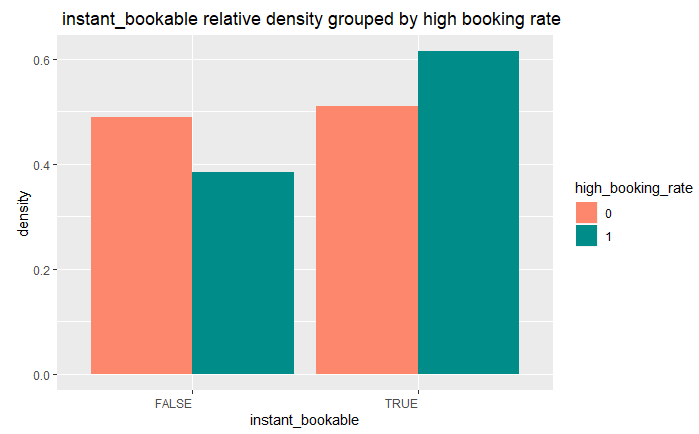 instant_bookable relative density grouped by high booking rate
0.6
0.4
0.2
0.0
density
FALSE
TRUE
instant_bookable
high_booking_rate
0
1